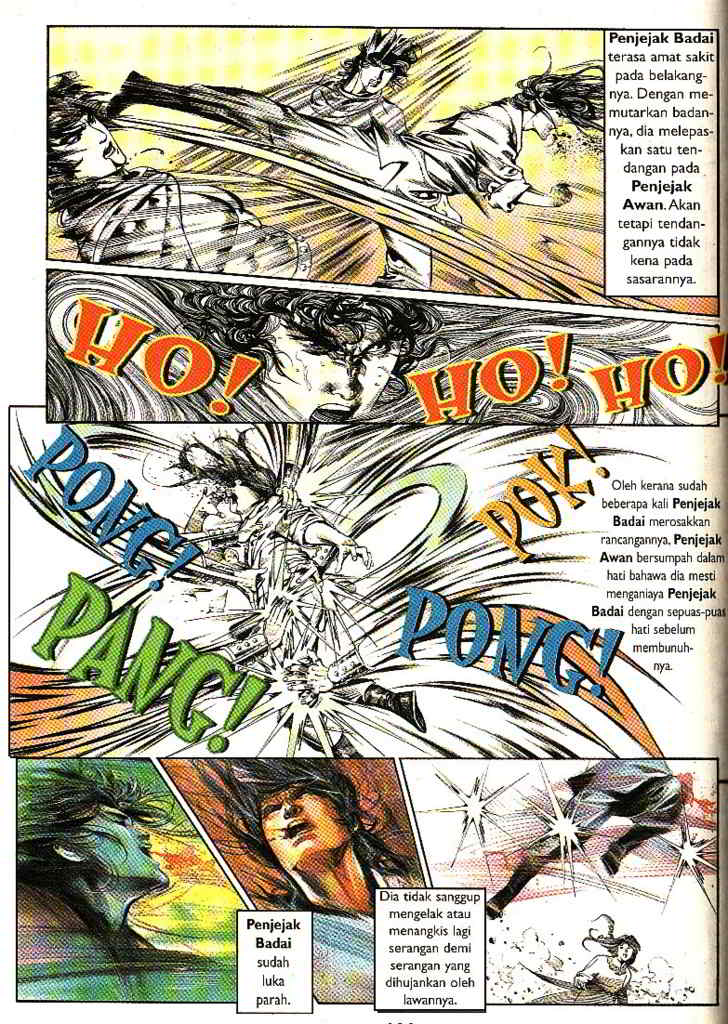 Penjejak Badai
terasa amat sakit
pada belakang-
nya. Dengan me-
mutarkan badan-
nya, dia melepas-
kan satu ten-
dangan pada
Penjejak
Awan. Akan
tetapi tendan-
gannya tidak
kena pada
sasarannya.
HO!
HO!
HO!
PONG!
POK!
PANG!
PONG!
Oleh kerana sudah
beberapa kali Penjejak
Badai merosakkan
rancangannya, Penjejak
Awan bersumpah dalam
hati bahawa dia mesti
menganiaya Penjejak
Badai dengan sepuas-puas
hati sebelum
membunuh-
nya.
Penjejak
Badai
sudah
luka
parah.
Dia tidak sanggup
mengelak atau
menangkis lagi
serangan demi
serangan yang
dihujankan oleh
lawannya.